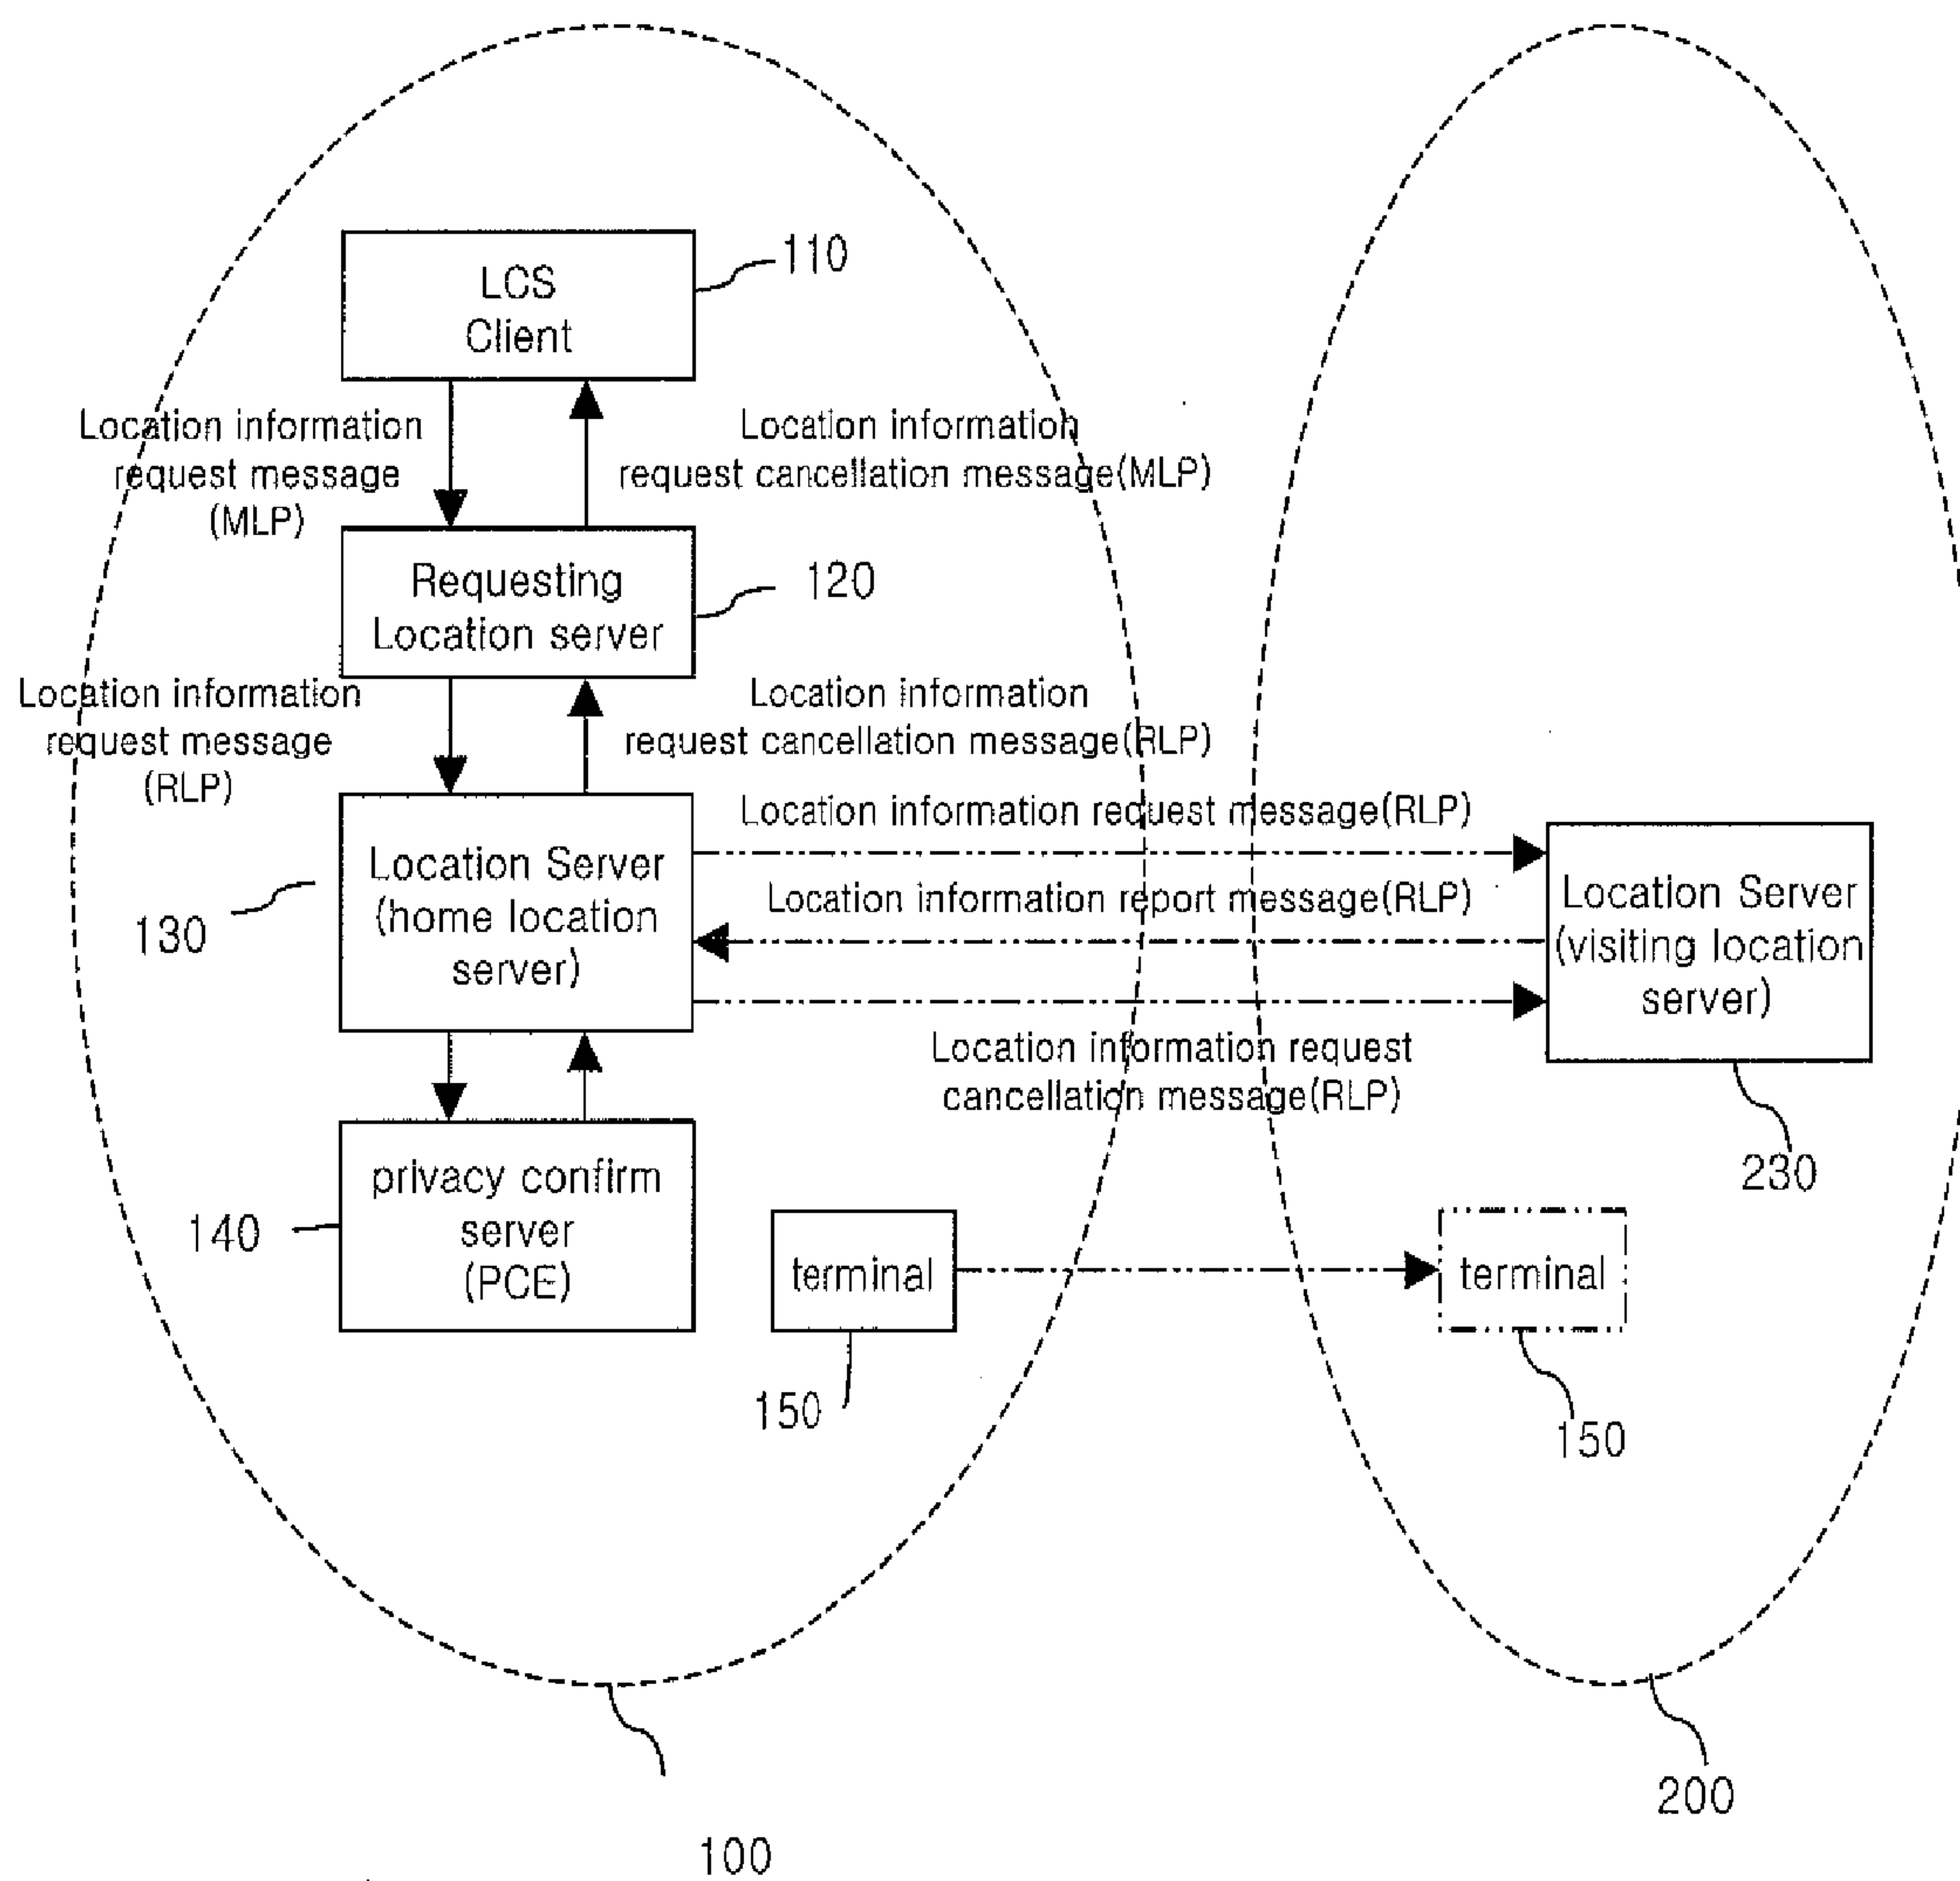 LCS
Client
110
Location information
request message
(MLP)
Location information
request cancellation message(MLP)
Requesting
Location server
120
Location information
request message
(RLP)
Location information
request cancellation message(RLP)
Location Server
(home location
server)
130
Location information request message(RLP)
Location information report message(RLP)
Location information request
cancellation message(RLP)
Location Server
(visiting location
server)
230
privacy confirm
server
(PCE)
140
terminal
150
terminal
150
100
200